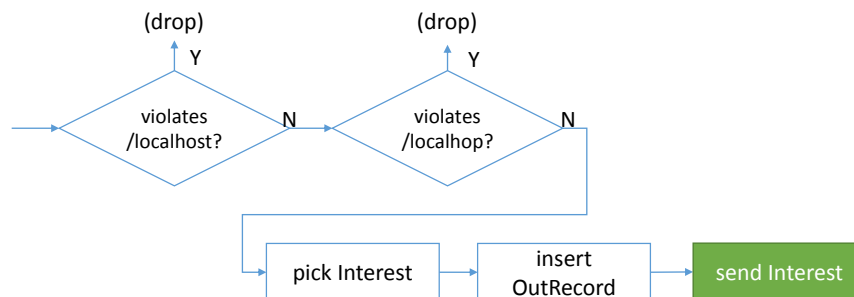 (drop)
(drop)
Y
Y
violates
/localhost?
N
violates
/localhop?
N
pick Interest
insert
OutRecord
send Interest